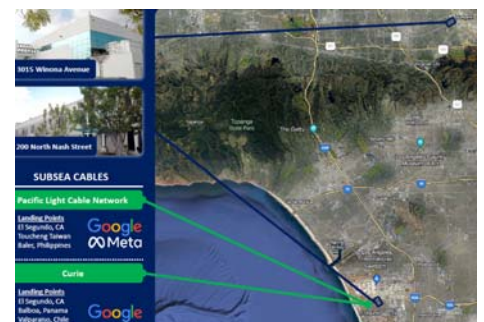 3015 Winona Avenue
200 North Nash Street
SUBSEA CABLES
Pacific Light Cable Network
Landing Points
El Segundo, CA
Toucheng Taiwan
Baler, Philippines
Google
Meta
Curie
Landing Points
El Segundo, CA
Balboa, Panama
Valparaiso, Chile
Google
Topanga
State Park
The Getty